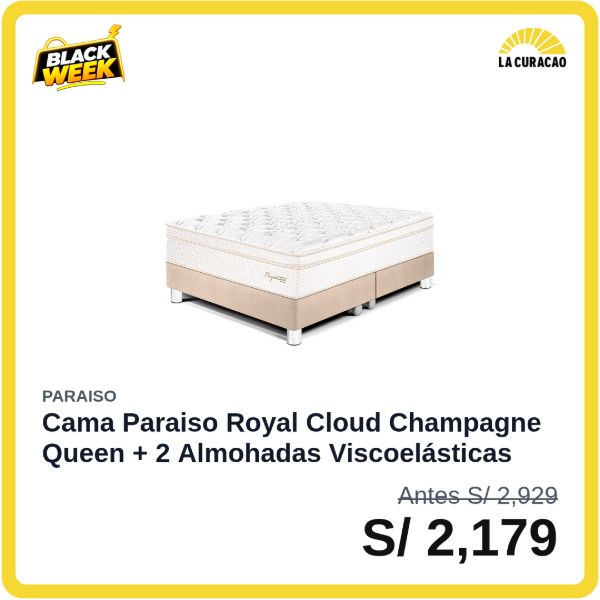 BLACK
WEEK
LA CURACAO
PARAISO
Cama Paraiso Royal Cloud Champagne
Queen + 2 Almohadas Viscoelásticas
Antes S/ 2,929
S/ 2,179